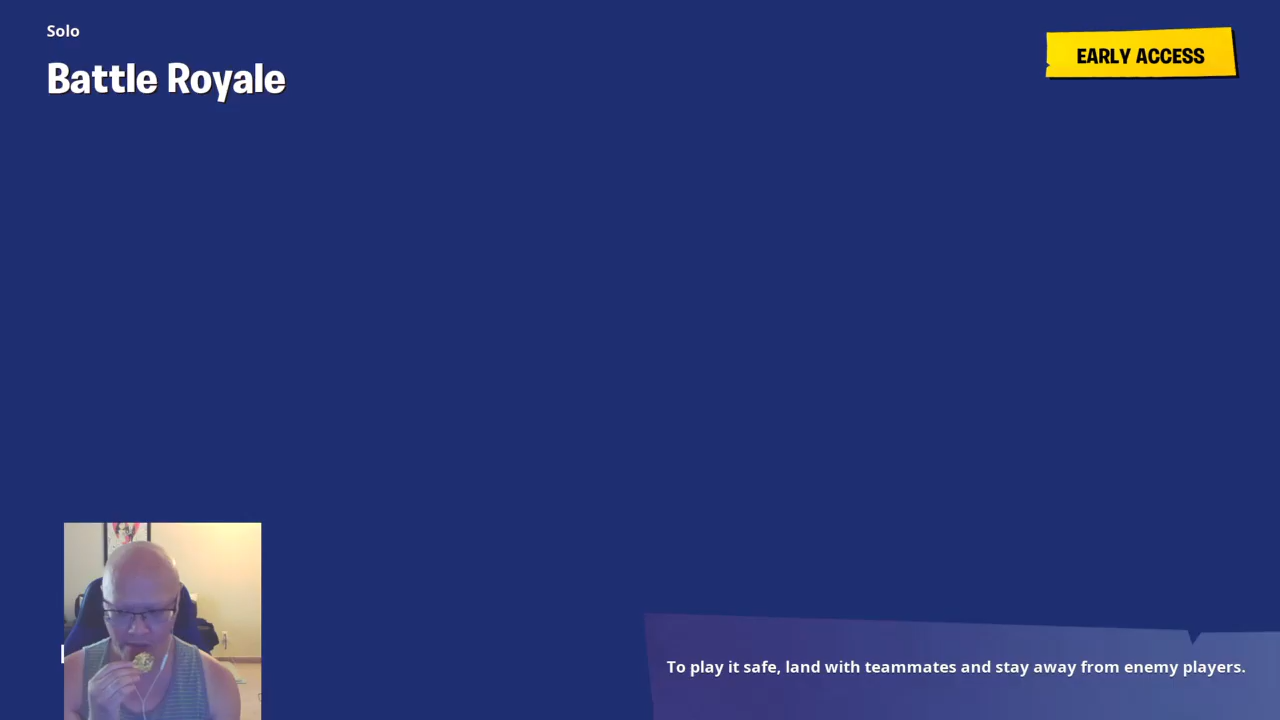 Solo
Battle Royale
EARLY ACCESS
To play it safe, land with teammates and stay away from enemy players.